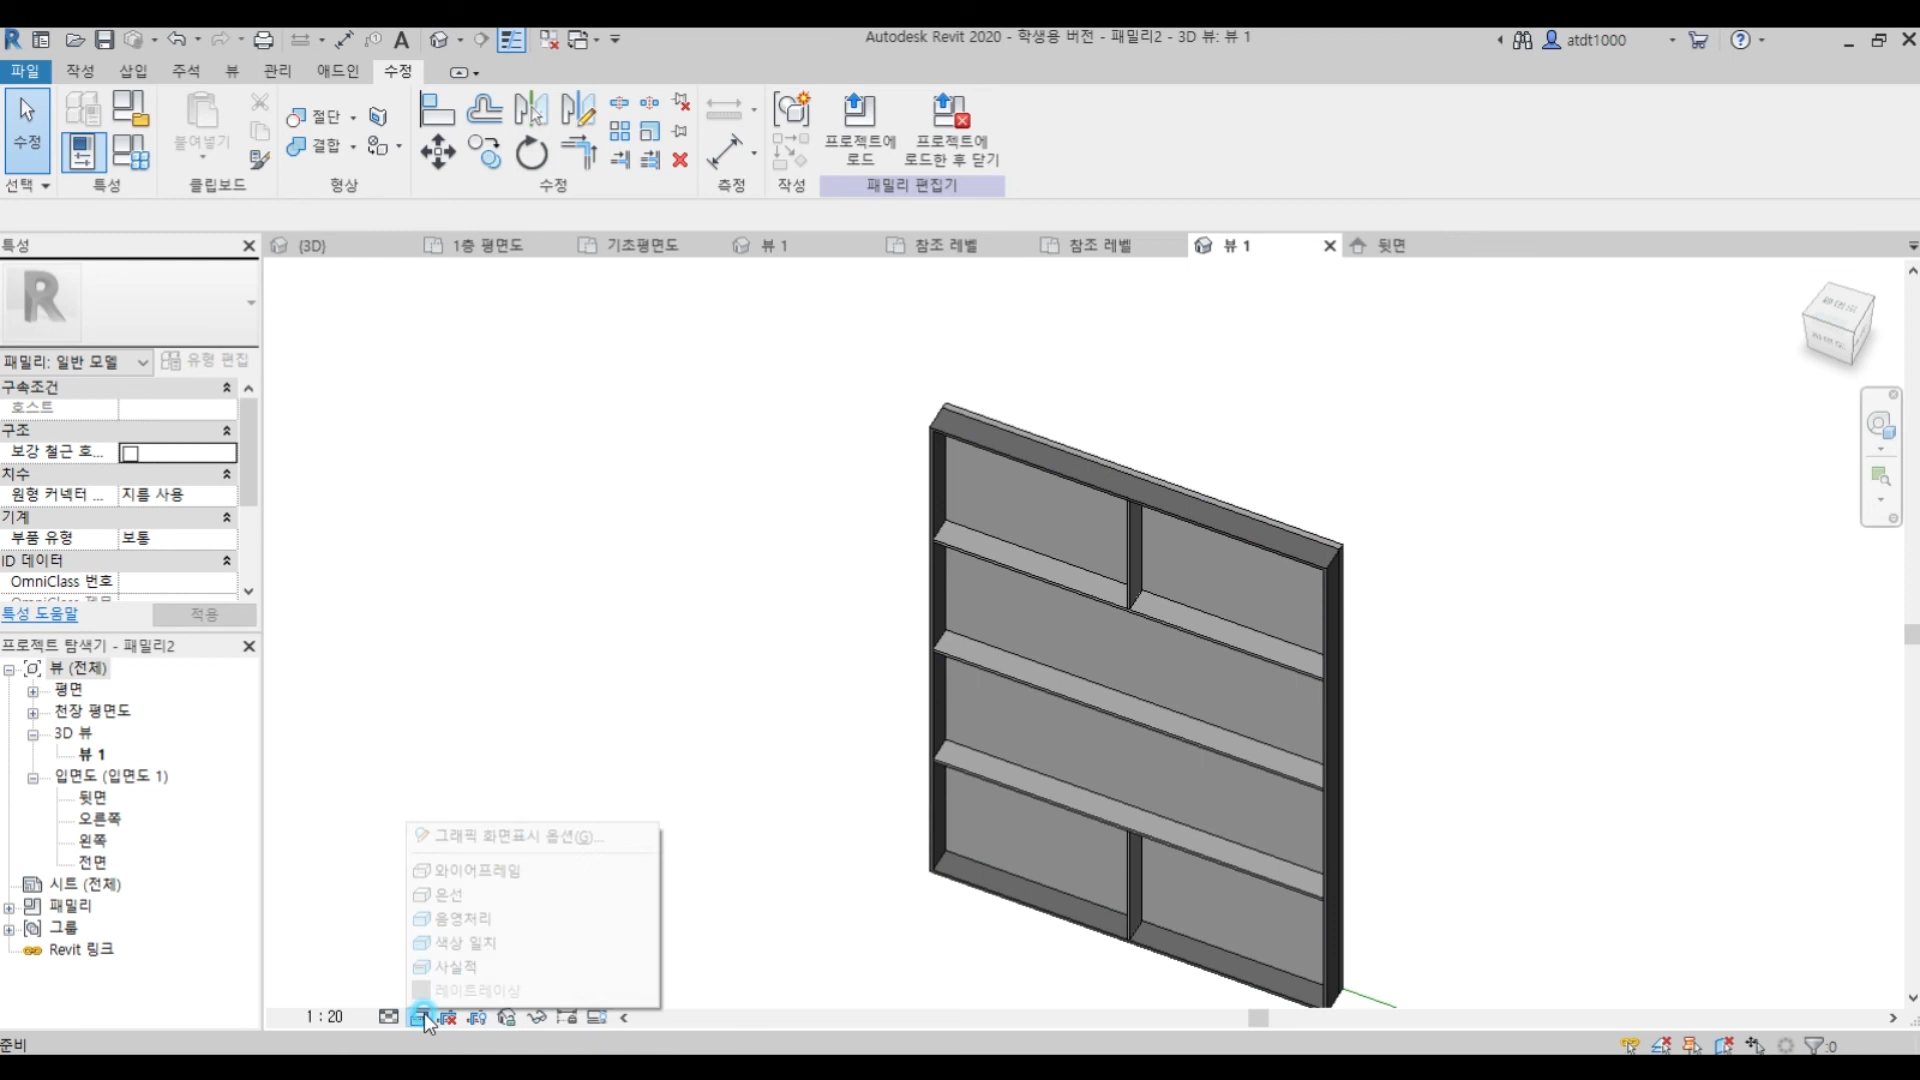 Autodesk Revit 2020 - 학생용 버전 - 패밀리2 - 3D 뷰: 뷰 1
atdt1000
파일 작성 삽입 주석 뷰 관리 애드인 수정
수정
붙여넣기
절단
결합
프로젝트에
로드
프로젝트에
로드한 후 닫기
선택 특성 클립보드 형상 수정 측정 작성 패밀리 편집기
특성
{3D} 1층 평면도 기초평면도 뷰 1 참조 레벨 참조 레벨 뷰 1 뒷면
패밀리: 일반 모델 유형 편집
구속조건
호스트
구조
보강 철근 호...
치수
원형 커넥터 ... 지름 사용
기계
부품 유형 보통
ID 데이터
OmniClass 번호
특성 도움말 적용
프로젝트 탐색기 - 패밀리2
뷰 (전체)
평면
천장 평면도
3D 뷰
뷰 1
입면도 (입면도 1)
뒷면
오른쪽
왼쪽
전면
시트 (전체)
패밀리
그룹
Revit 링크
그래픽 화면표시 옵션(G)...
와이어프레임
은선
음영처리
색상 일치
사실적
레이트레이싱
1 : 20
준비
:0